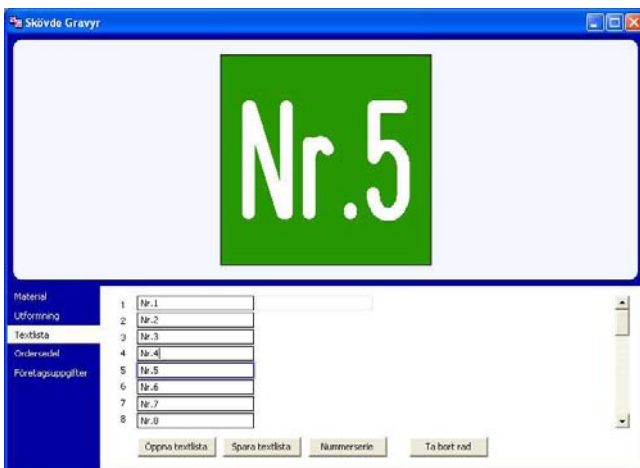 Skövde Gravyr
Nr.5
Material
Utformning
Textlista
Ordersedel
Företagsuppgifter
1 Nr.1
2 Nr.2
3 Nr.3
4 Nr.4
5 Nr.5
6 Nr.6
7 Nr.7
8 Nr.8
Öppna textlista Spara textlista Nummerserie Ta bort rad